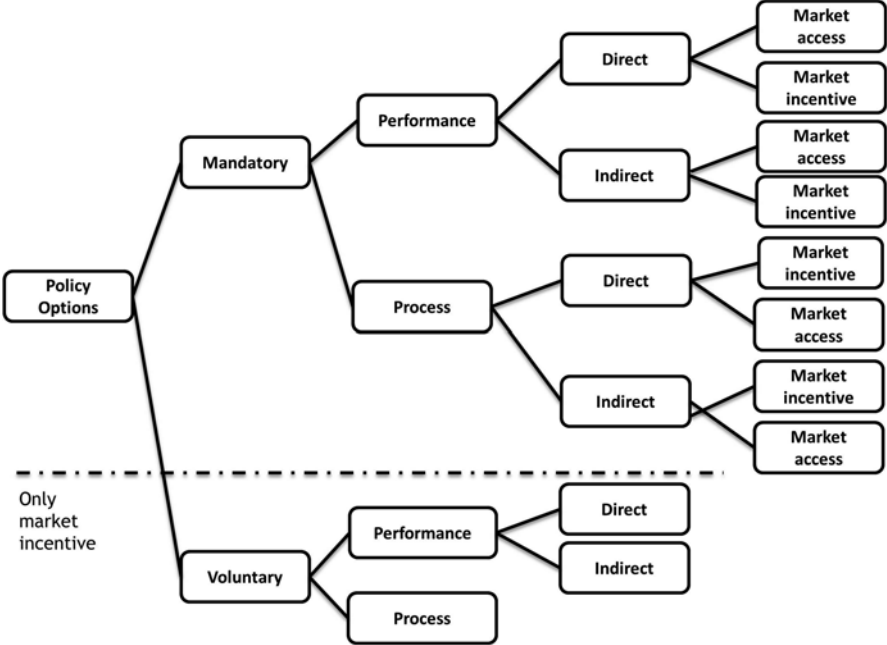 Market
access
Direct
Market
incentive
Performance
Market
access
Mandatory
Indirect
Market
incentive
Market
incentive
Policy
Options
Direct
Process
Market
access
Market
incentive
Indirect
Market
access
Only
market
incentive
Direct
Performance
Indirect
Voluntary
Process